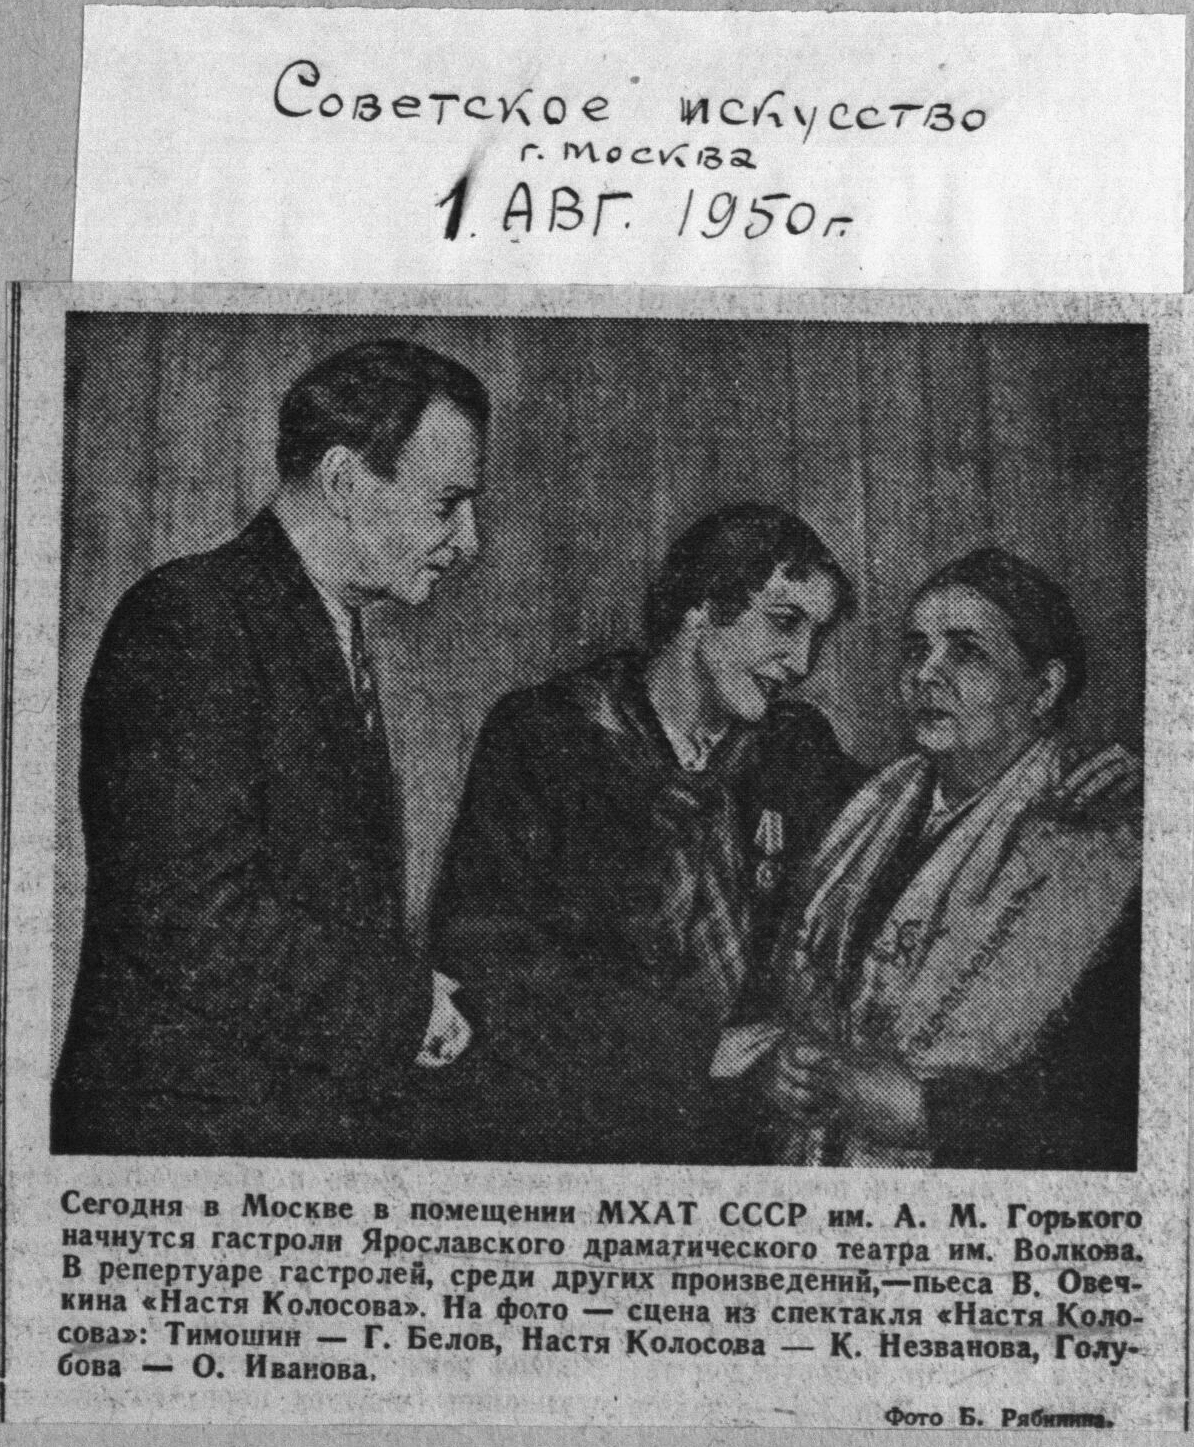 Советское искусство
г. Москва
1. АВГ. 1950г.
Сегодня в Москве в помещении МХАТ СССР им. А. М. Горького
начнутся гастроли Ярославского драматического театра им. Волкова.
В репертуаре гастролей, среди других произведений,—пьеса В. Овеч-
кина «Настя Колосова». На фото — сцена из спектакля «Настя Коло-
сова»: Тимошин — Г. Белов, Настя Колосова — К. Незванова, Голу-
бова — О. Иванова.
Фото Б. Рябинина.